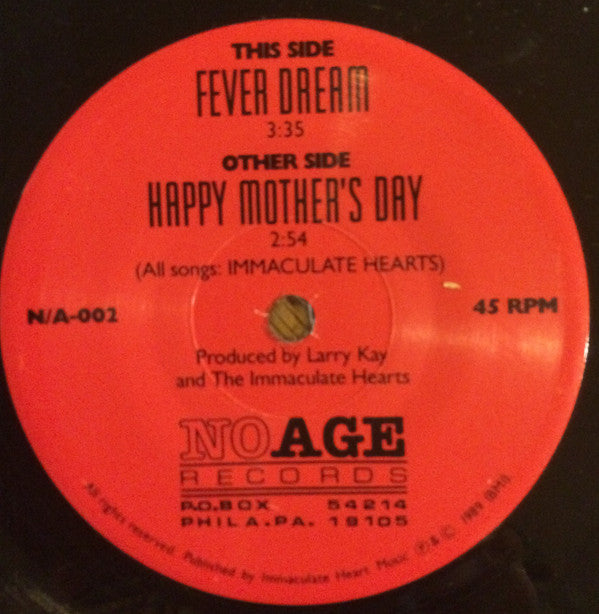 THIS SIDE
FEVER DREAM
3:35
OTHER SIDE
HAPPY MOTHER'S DAY
2:54
(All songs: IMMACULATE HEARTS)
N/A-002
45 RPM
Produced by Larry Kay
and The Immaculate Hearts
NO AGE
RECORDS
P.O.BOX 54214
PHILA.PA. 19105
All rights reserved. Published by Immaculate Heart Music ℗ & © 1989 (BMI)